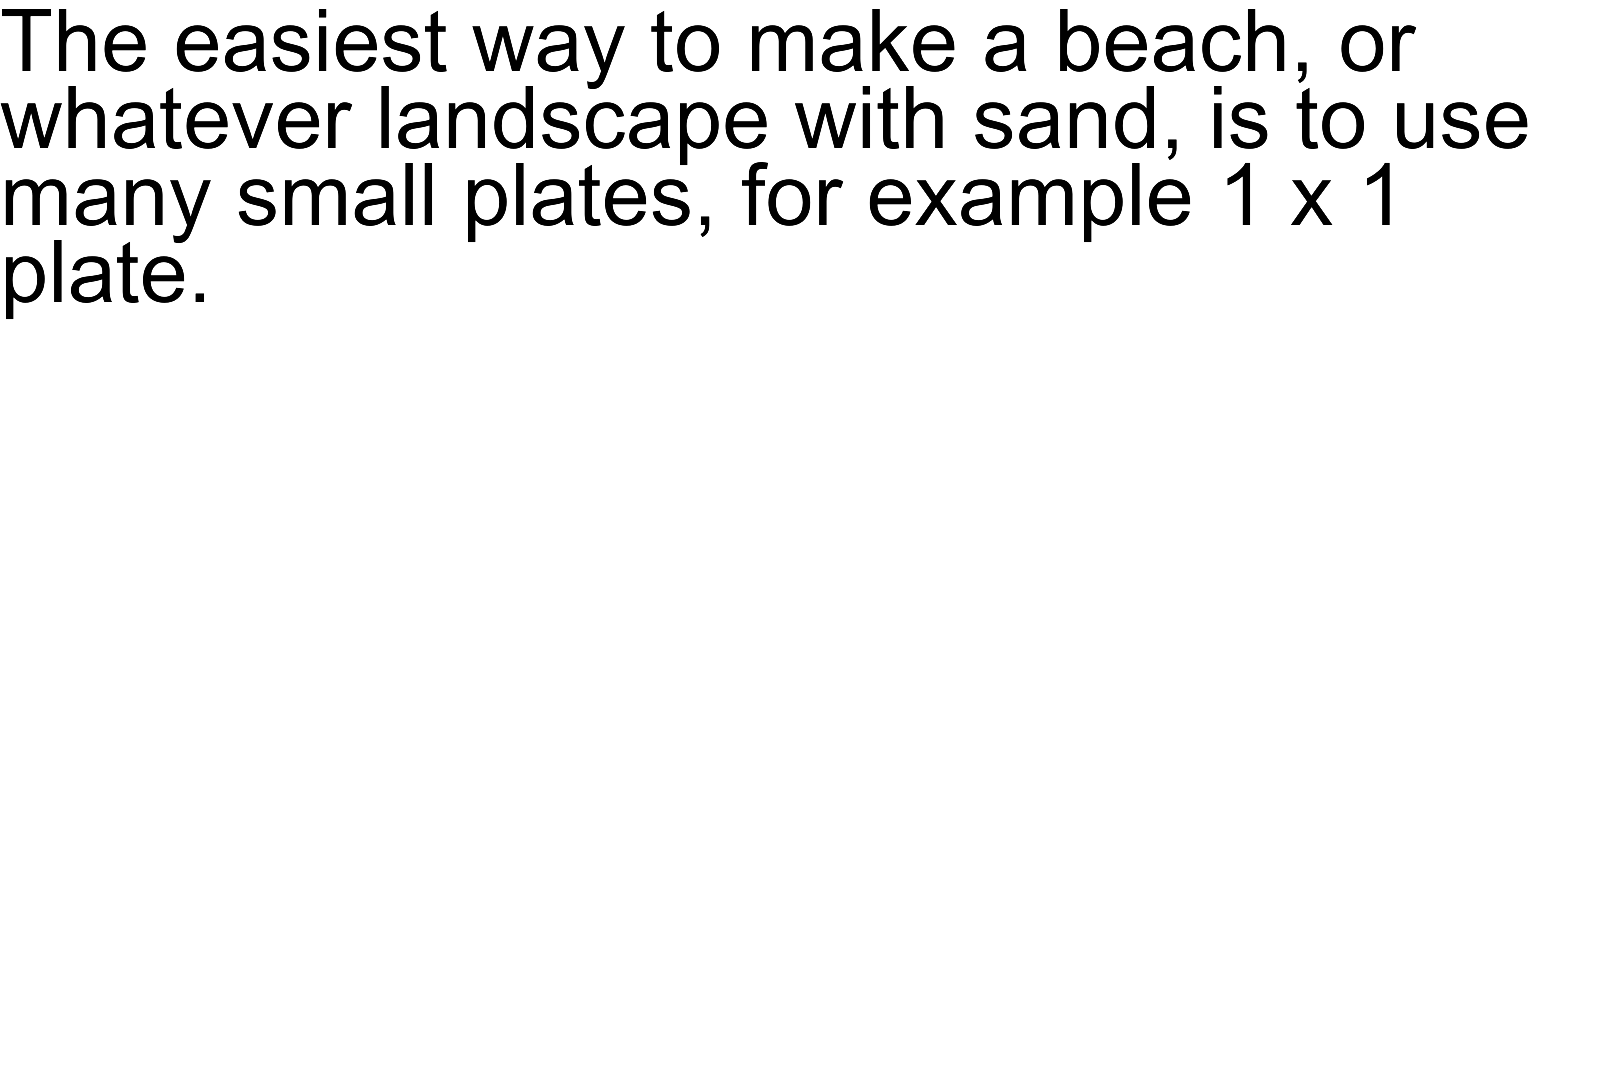 The easiest way to make a beach, or
whatever landscape with sand, is to use
many small plates, for example 1 x 1
plate.